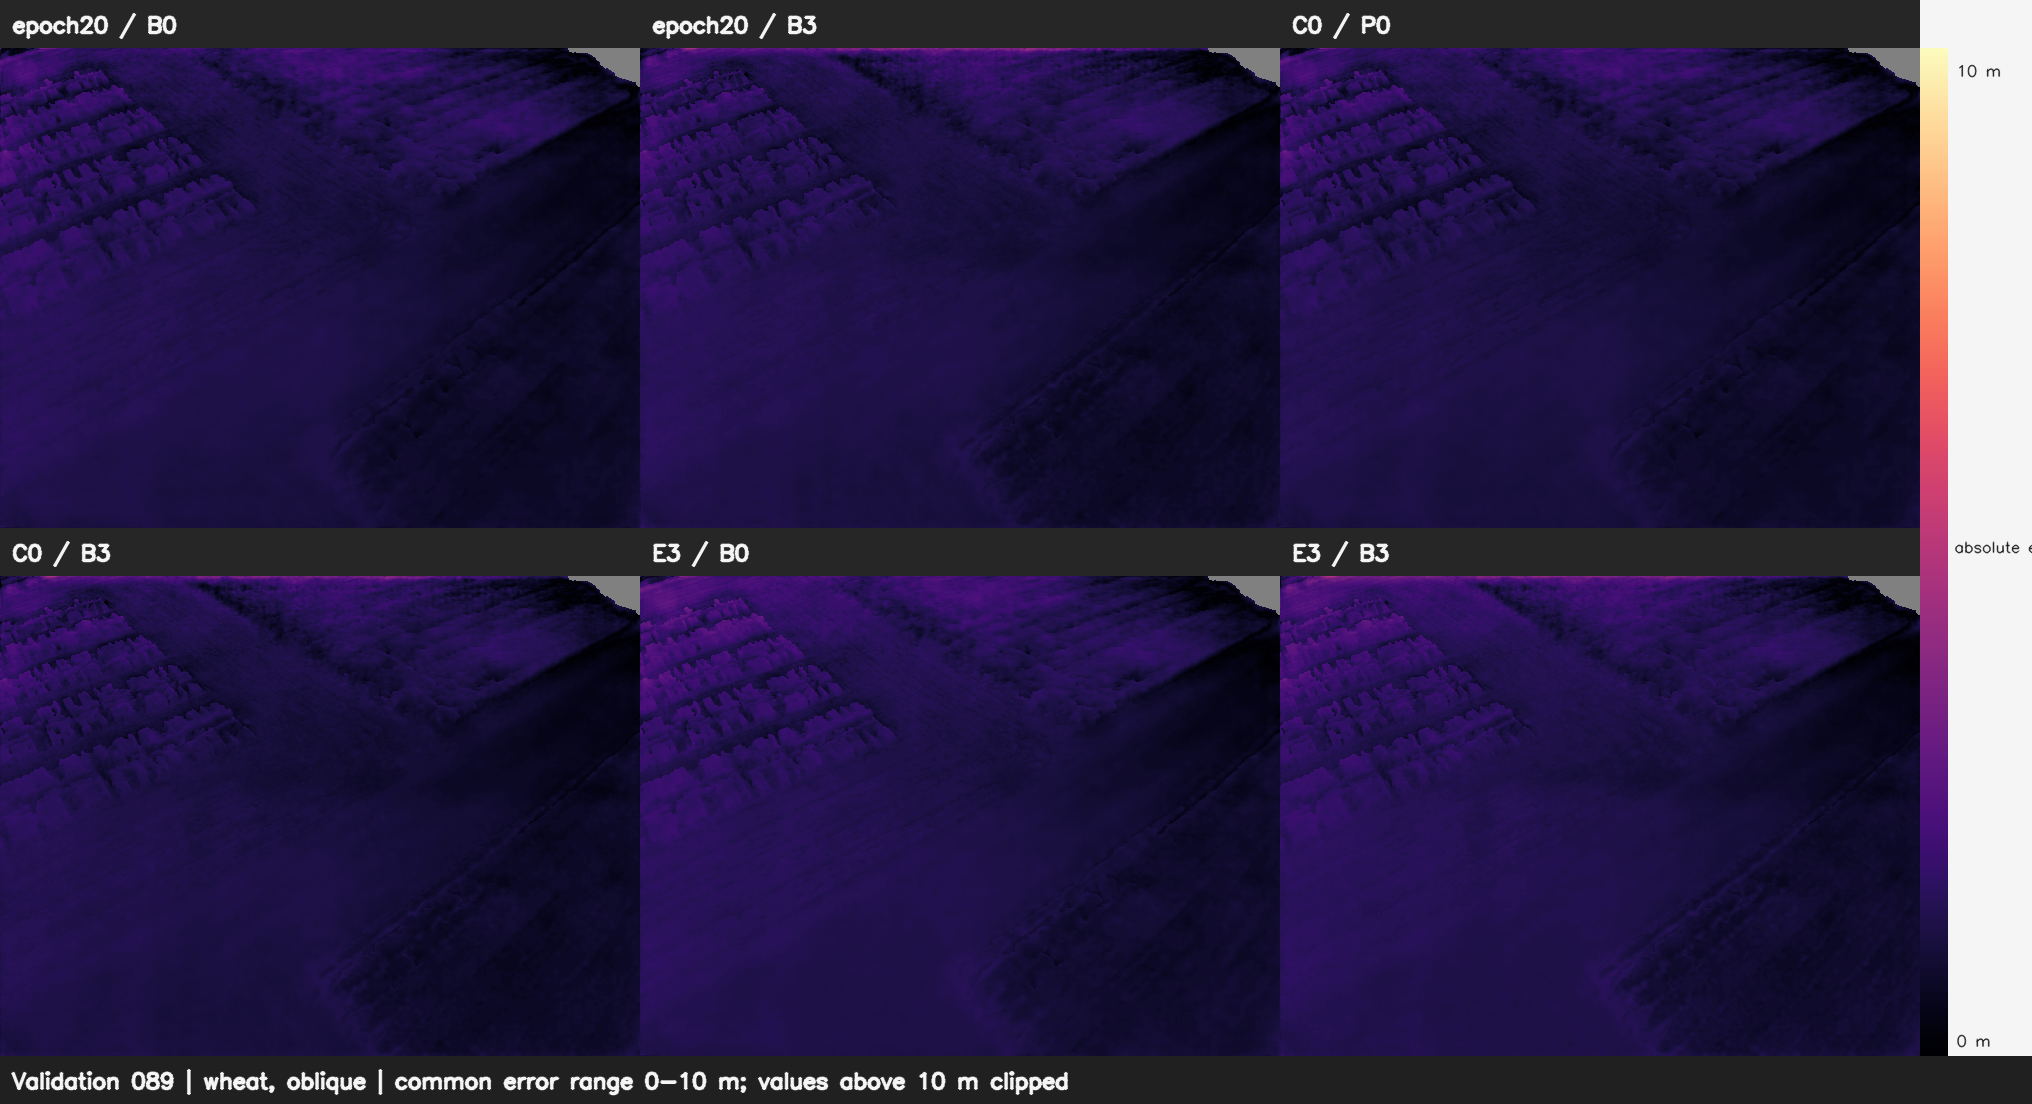 epoch20 / B0
epoch20 / B3
C0 / P0
10 m
absolute e
C0 / B3
E3 / B0
E3 / B3
0 m
Validation 089 | wheat, oblique | common error range 0–10 m; values above 10 m clipped